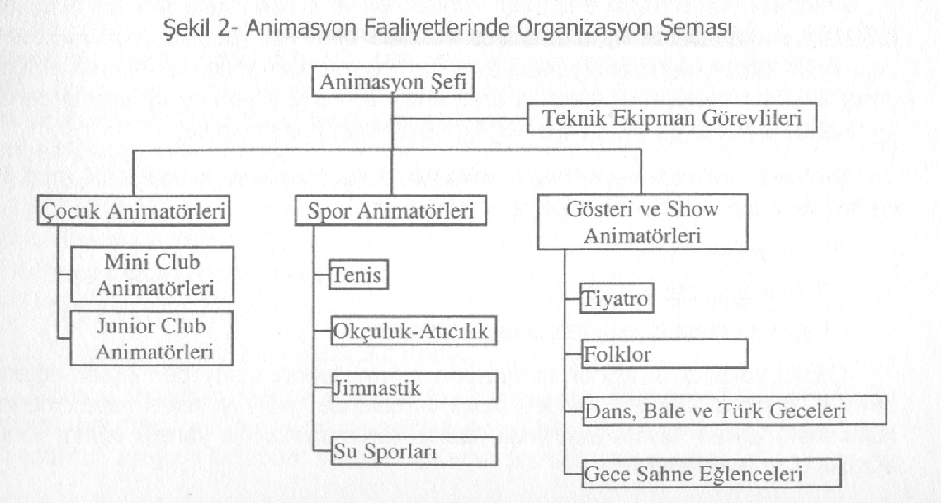 Şekil 2- Animasyon Faaliyetlerinde Organizasyon Şeması
Animasyon Şefi
Teknik Ekipman Görevlileri
Çocuk Animatörleri
Mini Club
Animatörleri
Junior Club
Animatörleri
Spor Animatörleri
Tenis
Okçuluk-Atıcılık
Jimnastik
Su Sporları
Gösteri ve Show
Animatörleri
Tiyatro
Folklor
Dans, Bale ve Türk Geceleri
Gece Sahne Eğlenceleri